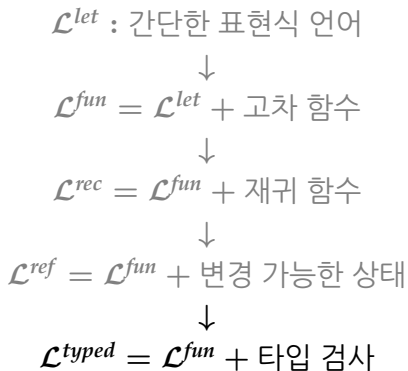 𝓛^let : 간단한 표현식 언어
↓
𝓛^fun = 𝓛^let + 고차 함수
↓
𝓛^rec = 𝓛^fun + 재귀 함수
↓
𝓛^ref = 𝓛^fun + 변경 가능한 상태
↓
𝓛^typed = 𝓛^fun + 타입 검사